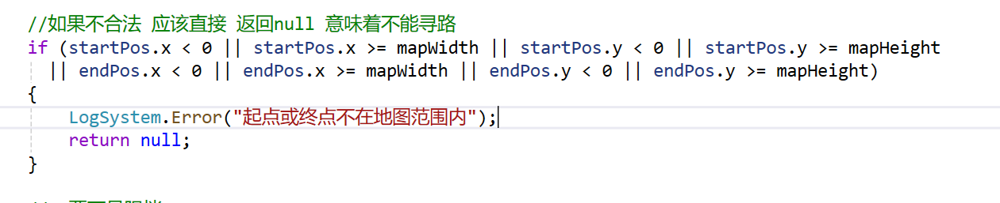 //如果不合法 应该直接 返回null 意味着不能寻路
if (startPos.x < 0 || startPos.x >= mapWidth || startPos.y < 0 || startPos.y >= mapHeight
|| endPos.x < 0 || endPos.x >= mapWidth || endPos.y < 0 || endPos.y >= mapHeight)
{
LogSystem.Error("起点或终点不在地图范围内");
return null;
}